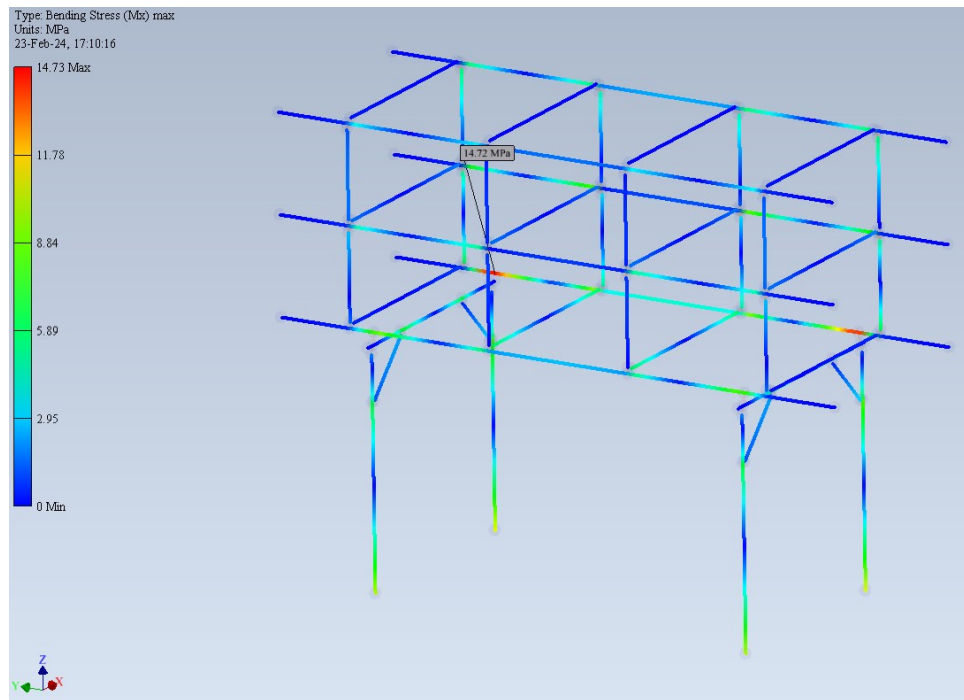 Type: Bending Stress (Mx) max
Units: MPa
23-Feb-24, 17:10:16
14.73 Max
11.78
8.84
5.89
2.95
0 Min
14.72 MPa
Z
Y
X